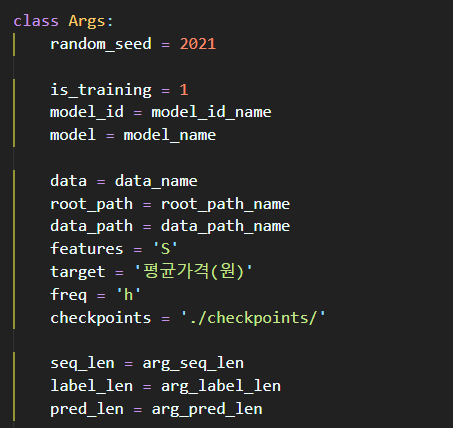 class Args:
random_seed = 2021
is_training = 1
model_id = model_id_name
model = model_name
data = data_name
root_path = root_path_name
data_path = data_path_name
features = 'S'
target = '평균가격(원)'
freq = 'h'
checkpoints = './checkpoints/'
seq_len = arg_seq_len
label_len = arg_label_len
pred_len = arg_pred_len